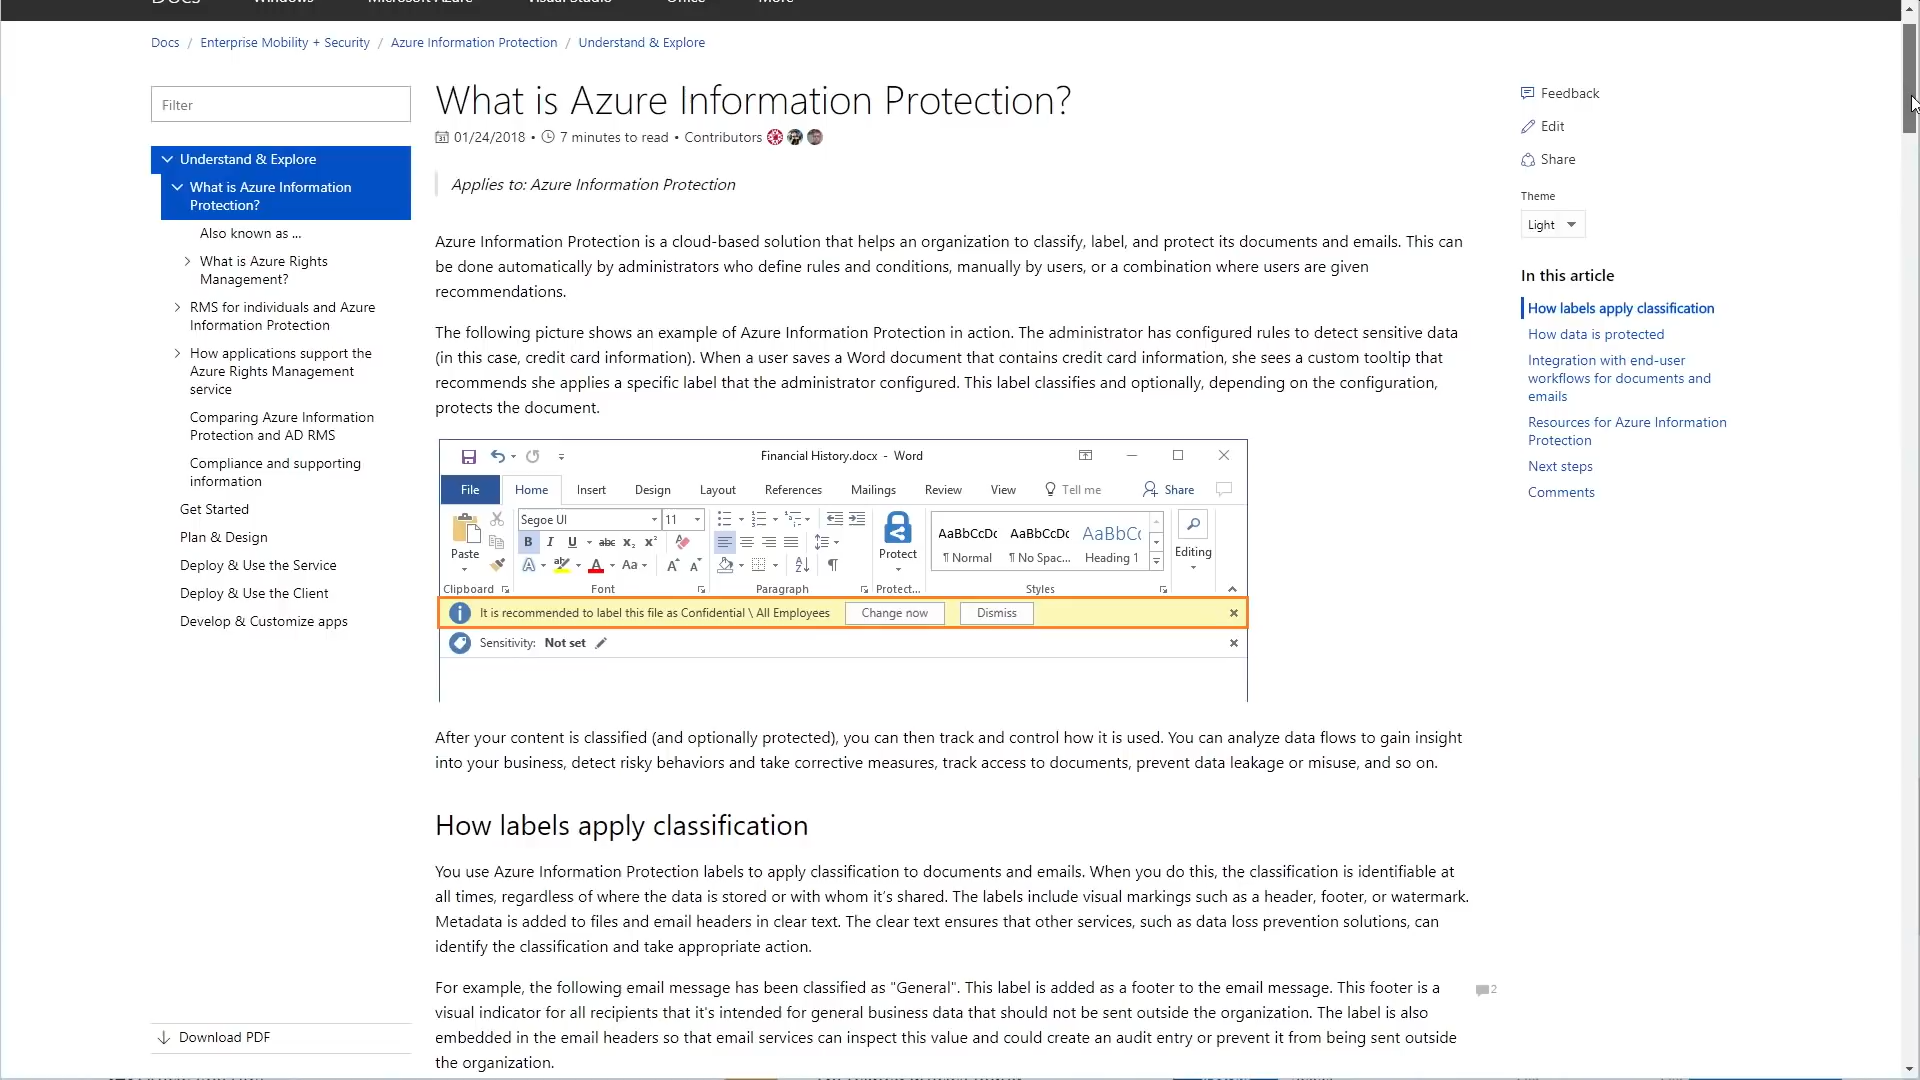 Docs Windows Microsoft Azure Visual Studio Office More
Docs / Enterprise Mobility + Security / Azure Information Protection / Understand & Explore
Filter
Understand & Explore
What is Azure Information
Protection?
Also known as ...
What is Azure Rights
Management?
RMS for individuals and Azure
Information Protection
How applications support the
Azure Rights Management
service
Comparing Azure Information
Protection and AD RMS
Compliance and supporting
information
Get Started
Plan & Design
Deploy & Use the Service
Deploy & Use the Client
Develop & Customize apps
Download PDF
What is Azure Information Protection?
01/24/2018 • 7 minutes to read • Contributors
Applies to: Azure Information Protection
Azure Information Protection is a cloud-based solution that helps an organization to classify, label, and protect its documents and emails. This can
be done automatically by administrators who define rules and conditions, manually by users, or a combination where users are given
recommendations.
The following picture shows an example of Azure Information Protection in action. The administrator has configured rules to detect sensitive data
(in this case, credit card information). When a user saves a Word document that contains credit card information, she sees a custom tooltip that
recommends she applies a specific label that the administrator configured. This label classifies and optionally, depending on the configuration,
protects the document.
Financial History.docx - Word
File Home Insert Design Layout References Mailings Review View Tell me Share
Segoe UI 11
AaBbCcDc AaBbCcDc AaBbCc
B I U abc x₂ x²
Paste Protect ¶ Normal ¶ No Spac... Heading 1 Editing
A ab A Aa A A A Z ¶
Clipboard Font Paragraph Protect... Styles
It is recommended to label this file as Confidential \ All Employees Change now Dismiss
Sensitivity: Not set
After your content is classified (and optionally protected), you can then track and control how it is used. You can analyze data flows to gain insight
into your business, detect risky behaviors and take corrective measures, track access to documents, prevent data leakage or misuse, and so on.
How labels apply classification
You use Azure Information Protection labels to apply classification to documents and emails. When you do this, the classification is identifiable at
all times, regardless of where the data is stored or with whom it's shared. The labels include visual markings such as a header, footer, or watermark.
Metadata is added to files and email headers in clear text. The clear text ensures that other services, such as data loss prevention solutions, can
identify the classification and take appropriate action.
For example, the following email message has been classified as "General". This label is added as a footer to the email message. This footer is a
visual indicator for all recipients that it's intended for general business data that should not be sent outside the organization. The label is also
embedded in the email headers so that email services can inspect this value and could create an audit entry or prevent it from being sent outside
the organization.
2
Feedback
Edit
Share
Theme
Light
In this article
How labels apply classification
How data is protected
Integration with end-user
workflows for documents and
emails
Resources for Azure Information
Protection
Next steps
Comments